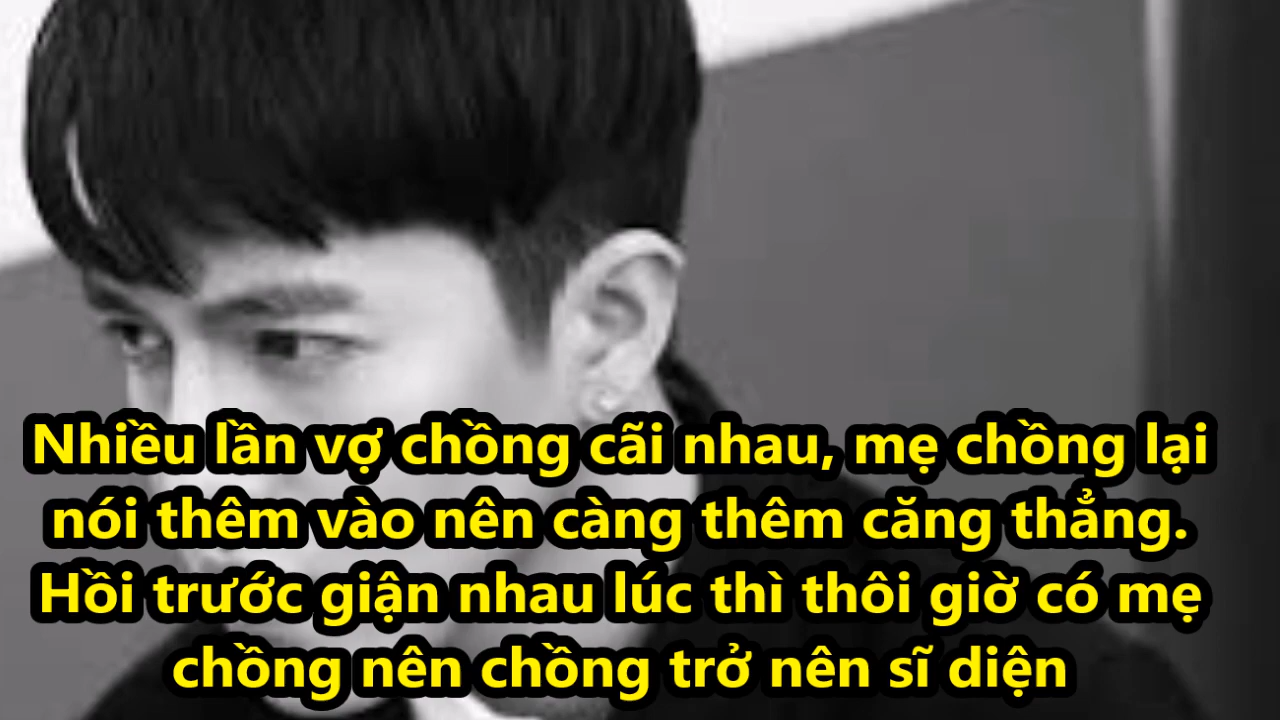 Nhiều lần vợ chồng cãi nhau, mẹ chồng lại
nói thêm vào nên càng thêm căng thẳng.
Hồi trước giận nhau lúc thì thôi giờ có mẹ
chồng nên chồng trở nên sĩ diện